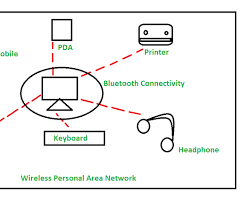 PDA
Printer
obile
Bluetooth Connectivity
Keyboard
Headphone
Wireless Personal Area Network